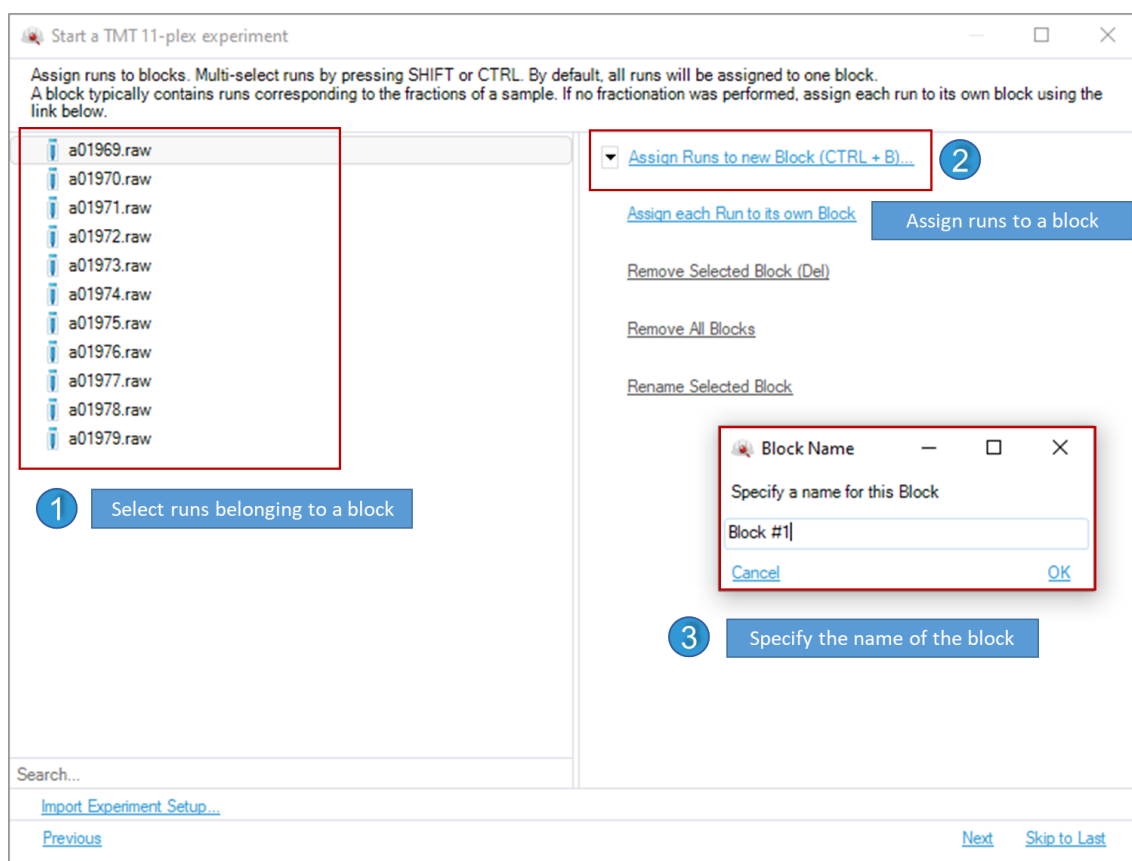 Start a TMT 11-plex experiment
Assign runs to blocks. Multi-select runs by pressing SHIFT or CTRL. By default, all runs will be assigned to one block.
A block typically contains runs corresponding to the fractions of a sample. If no fractionation was performed, assign each run to its own block using the
link below.
a01969.raw
a01970.raw
a01971.raw
a01972.raw
a01973.raw
a01974.raw
a01975.raw
a01976.raw
a01977.raw
a01978.raw
a01979.raw
1 Select runs belonging to a block
Assign Runs to new Block (CTRL + B)... 2
Assign each Run to its own Block
Assign runs to a block
Remove Selected Block (Del)
Remove All Blocks
Rename Selected Block
Block Name
Specify a name for this Block
Block #1
Cancel OK
3 Specify the name of the block
Search...
Import Experiment Setup...
Previous Next Skip to Last